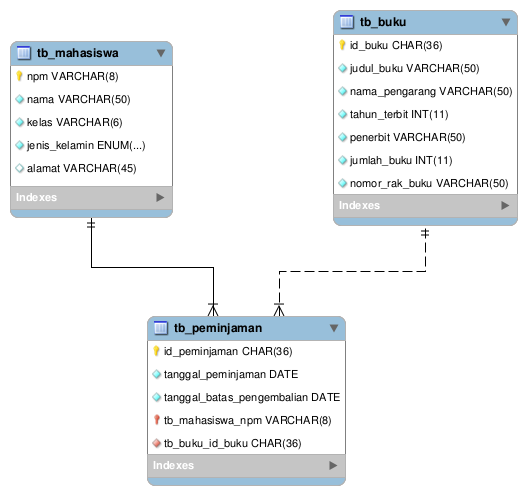 tb_mahasiswa
npm VARCHAR(8)
nama VARCHAR(50)
kelas VARCHAR(6)
jenis_kelamin ENUM(...)
alamat VARCHAR(45)
Indexes
tb_buku
id_buku CHAR(36)
judul_buku VARCHAR(50)
nama_pengarang VARCHAR(50)
tahun_terbit INT(11)
penerbit VARCHAR(50)
jumlah_buku INT(11)
nomor_rak_buku VARCHAR(50)
Indexes
tb_peminjaman
id_peminjaman CHAR(36)
tanggal_peminjaman DATE
tanggal_batas_pengembalian DATE
tb_mahasiswa_npm VARCHAR(8)
tb_buku_id_buku CHAR(36)
Indexes